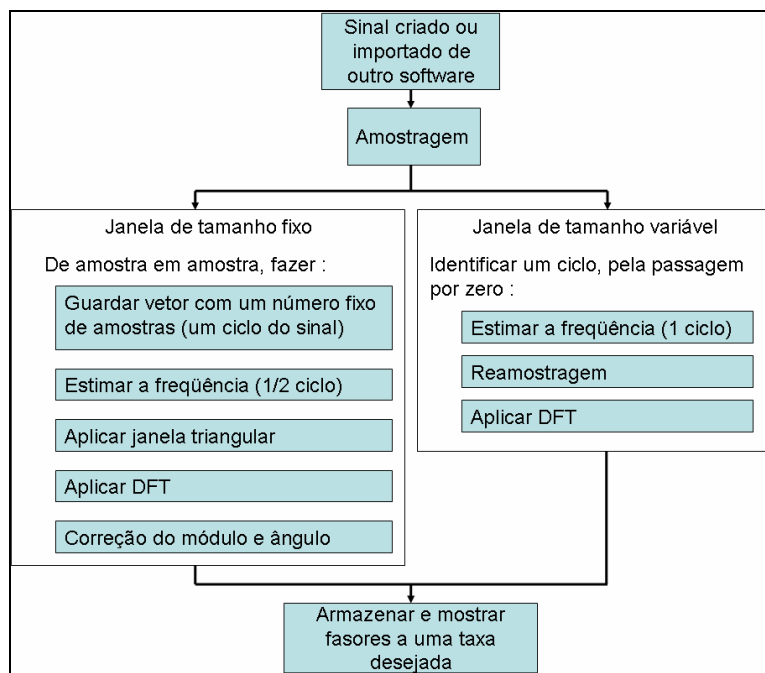 Sinal criado ou
importado de
outro software
Amostragem
Janela de tamanho fixo
De amostra em amostra, fazer :
Guardar vetor com um número fixo
de amostras (um ciclo do sinal)
Estimar a freqüência (1/2 ciclo)
Aplicar janela triangular
Aplicar DFT
Correção do módulo e ângulo
Janela de tamanho variável
Identificar um ciclo, pela passagem
por zero :
Estimar a freqüência (1 ciclo)
Reamostragem
Aplicar DFT
Armazenar e mostrar
fasores a uma taxa
desejada